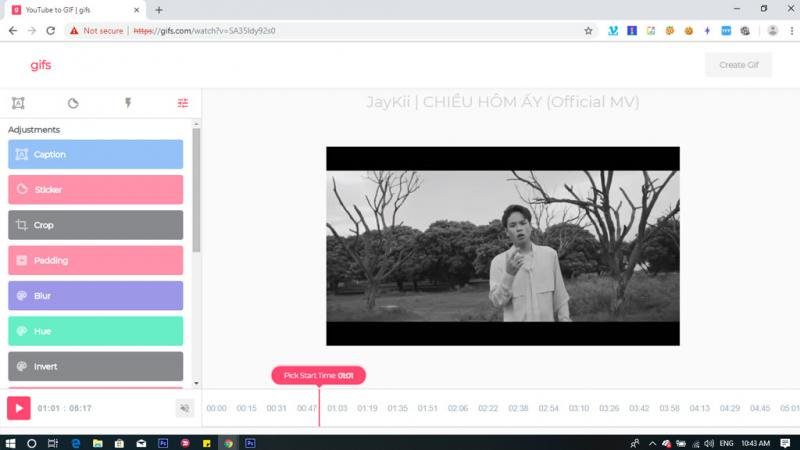 YouTube to GIF | gifs
Not secure | https://gifs.com/watch?v=SA35Idy92s0
gifs
Create Gif
JayKii | CHIỀU HÔM ẤY (Official MV)
Adjustments
Caption
Sticker
Crop
Padding
Blur
Hue
Invert
Pick Start Time: 01:01
01:01 : 05:17
00:00 00:15 00:31 00:47 01:03 01:19 01:35 01:51 02:06 02:22 02:38 02:54 03:10 03:26 03:42 03:58 04:13 04:29 04:45 05:01
ENG 10:43 AM